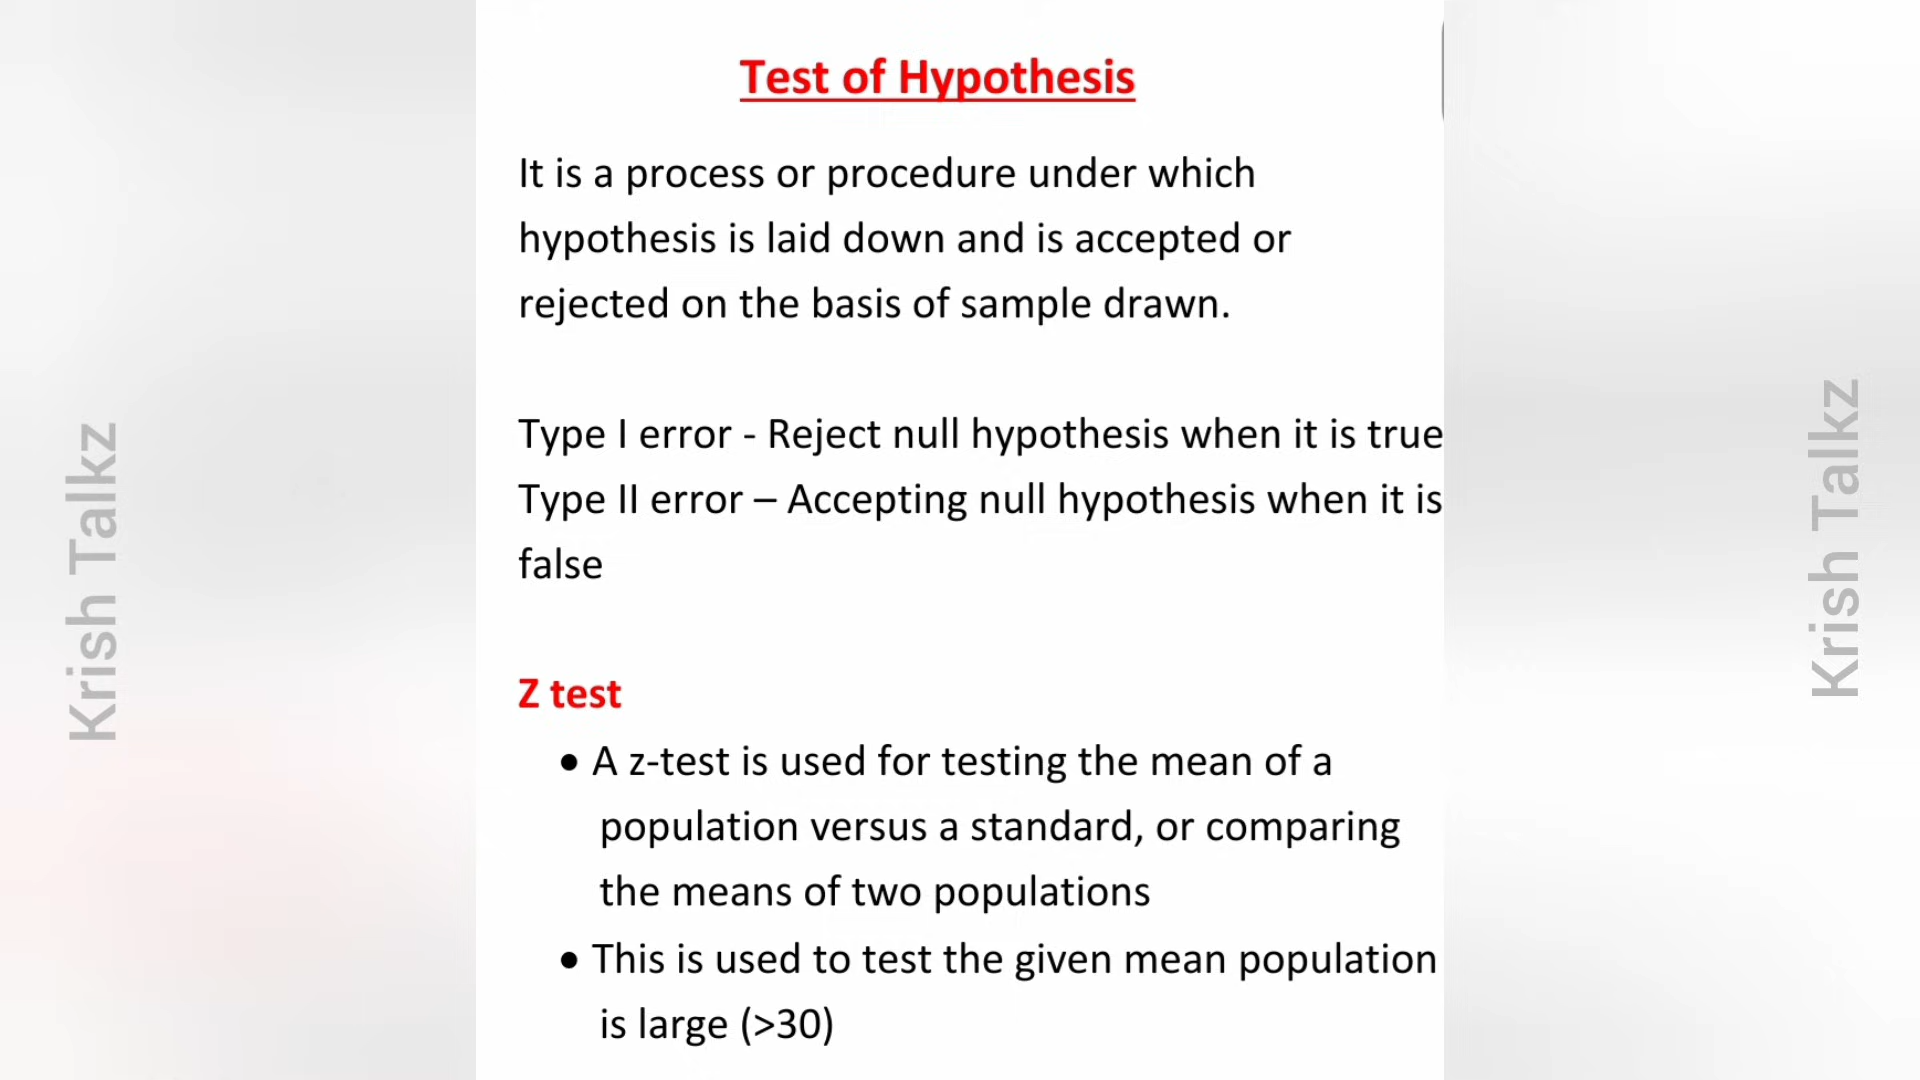 Test of Hypothesis
It is a process or procedure under which
hypothesis is laid down and is accepted or
rejected on the basis of sample drawn.
Type I error - Reject null hypothesis when it is true
Type II error – Accepting null hypothesis when it is
false
Z test
• A z-test is used for testing the mean of a
population versus a standard, or comparing
the means of two populations
• This is used to test the given mean population
is large (>30)
Krish Talkz
Krish Talkz